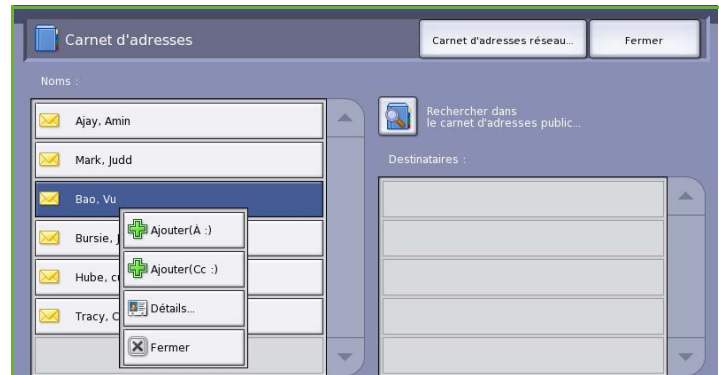 Carnet d'adresses
Carnet d'adresses réseau...
Fermer
Noms :
Ajay, Amin
Mark, Judd
Bao, Vu
Bursie,
Hube,
Tracy,
Ajouter(À :)
Ajouter(Cc :)
Détails...
Fermer
Rechercher dans
le carnet d'adresses public...
Destinataires :